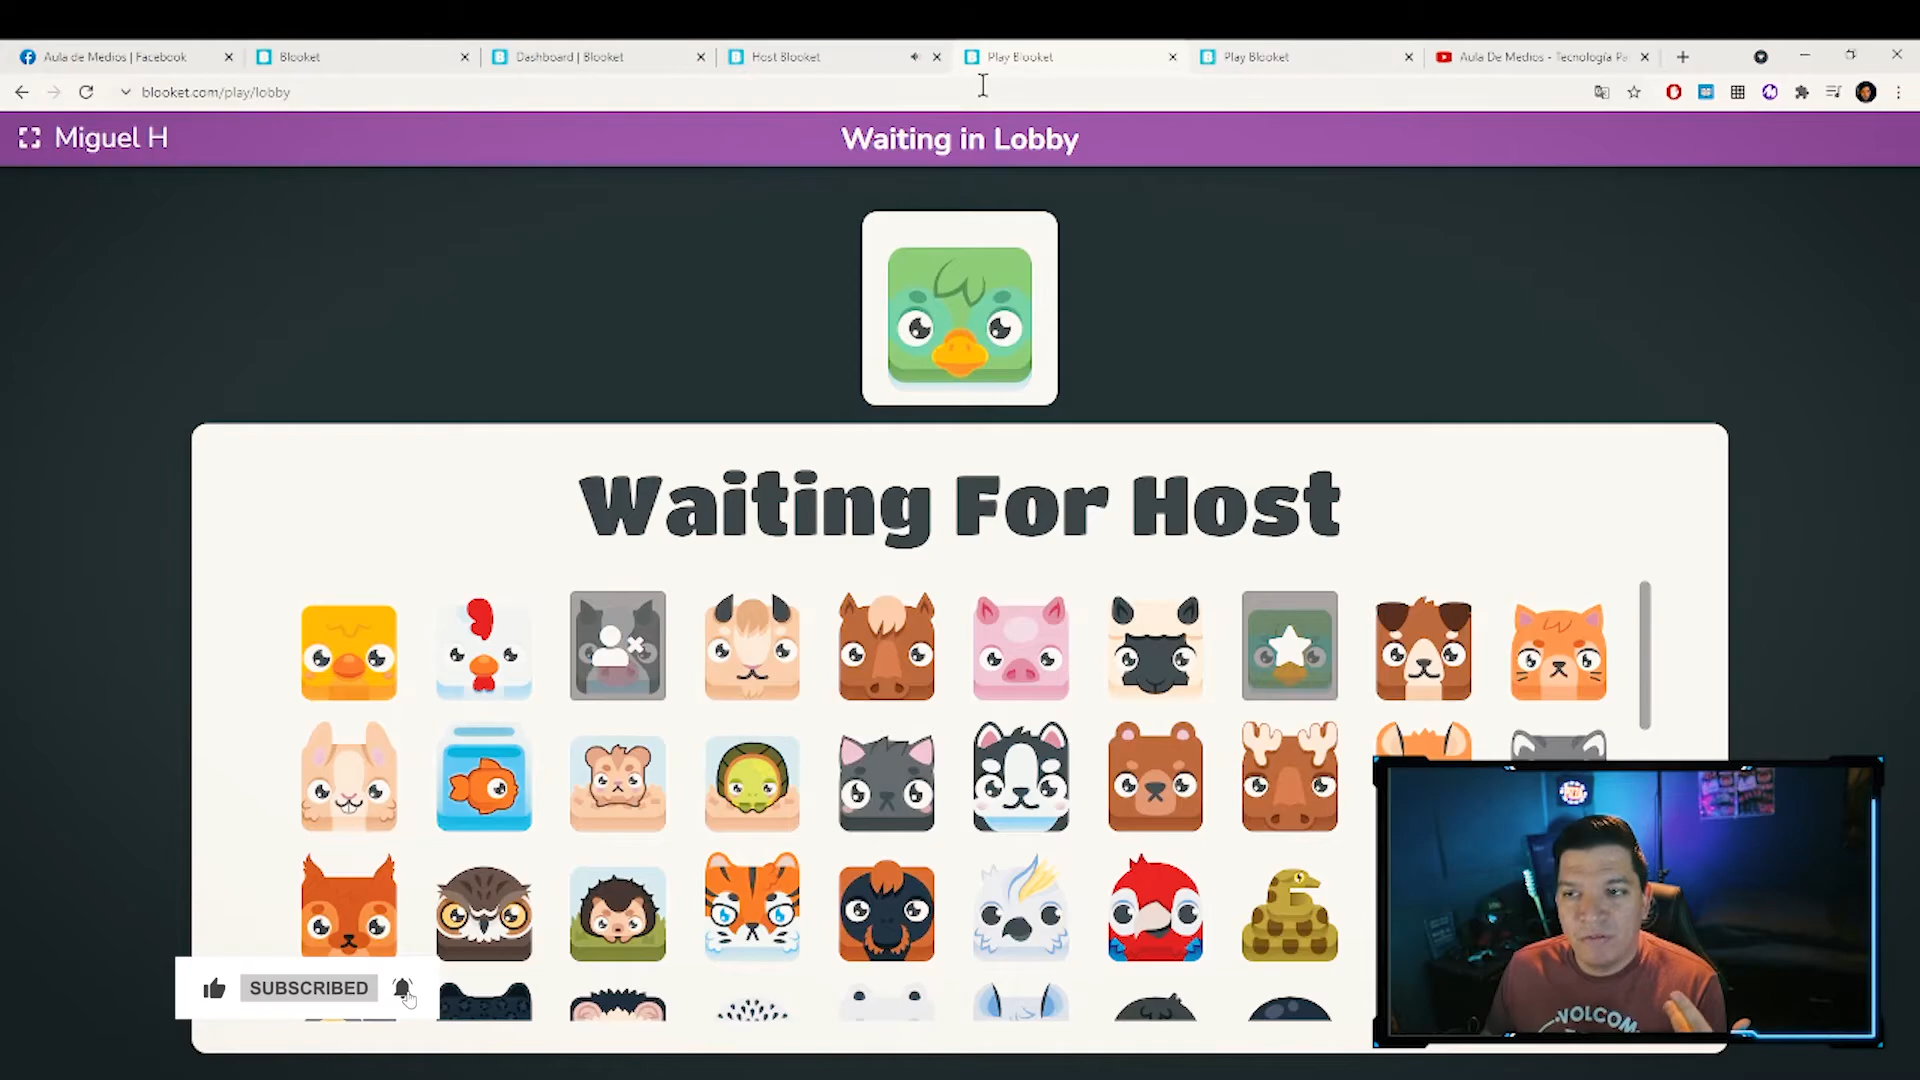 Aula de Medios | Facebook
Blooket
Dashboard | Blooket
Host Blooket
Play Blooket
Play Blooket
Aula De Medios - Tecnología Pa
blooket.com/play/lobby
Miguel H
Waiting in Lobby
Waiting For Host
SUBSCRIBED
VOLCOM